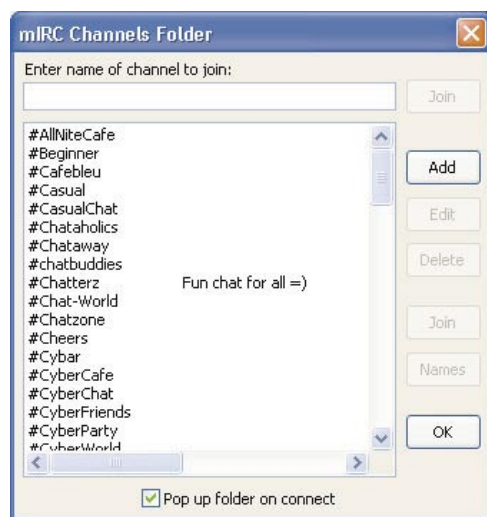 mIRC Channels Folder
Enter name of channel to join:
Join
#AllNiteCafe
#Beginner
#Cafebleu
#Casual
#CasualChat
#Chataholics
#Chataway
#chatbuddies
#Chatterz Fun chat for all =)
#Chat-World
#Chatzone
#Cheers
#Cybar
#CyberCafe
#CyberChat
#CyberFriends
#CyberParty
#CyberWorld
Add
Edit
Delete
Join
Names
OK
Pop up folder on connect